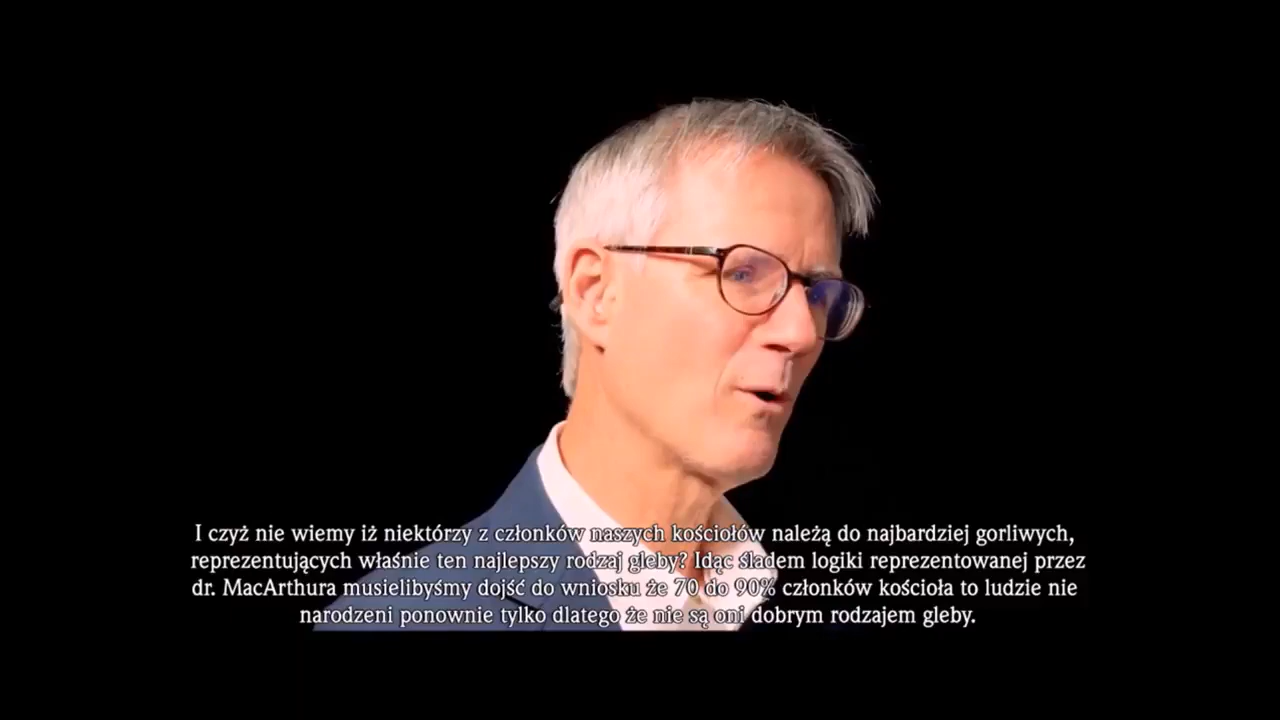 I czyż nie wiemy iż niektórzy z członków naszych kościołów należą do najbardziej gorliwych,
reprezentujących właśnie ten najlepszy rodzaj gleby? Idąc śladem logiki reprezentowanej przez
dr. MacArthura musielibyśmy dojść do wniosku że 70 do 90% członków kościoła to ludzie nie
narodzeni ponownie tylko dlatego że nie są oni dobrym rodzajem gleby.